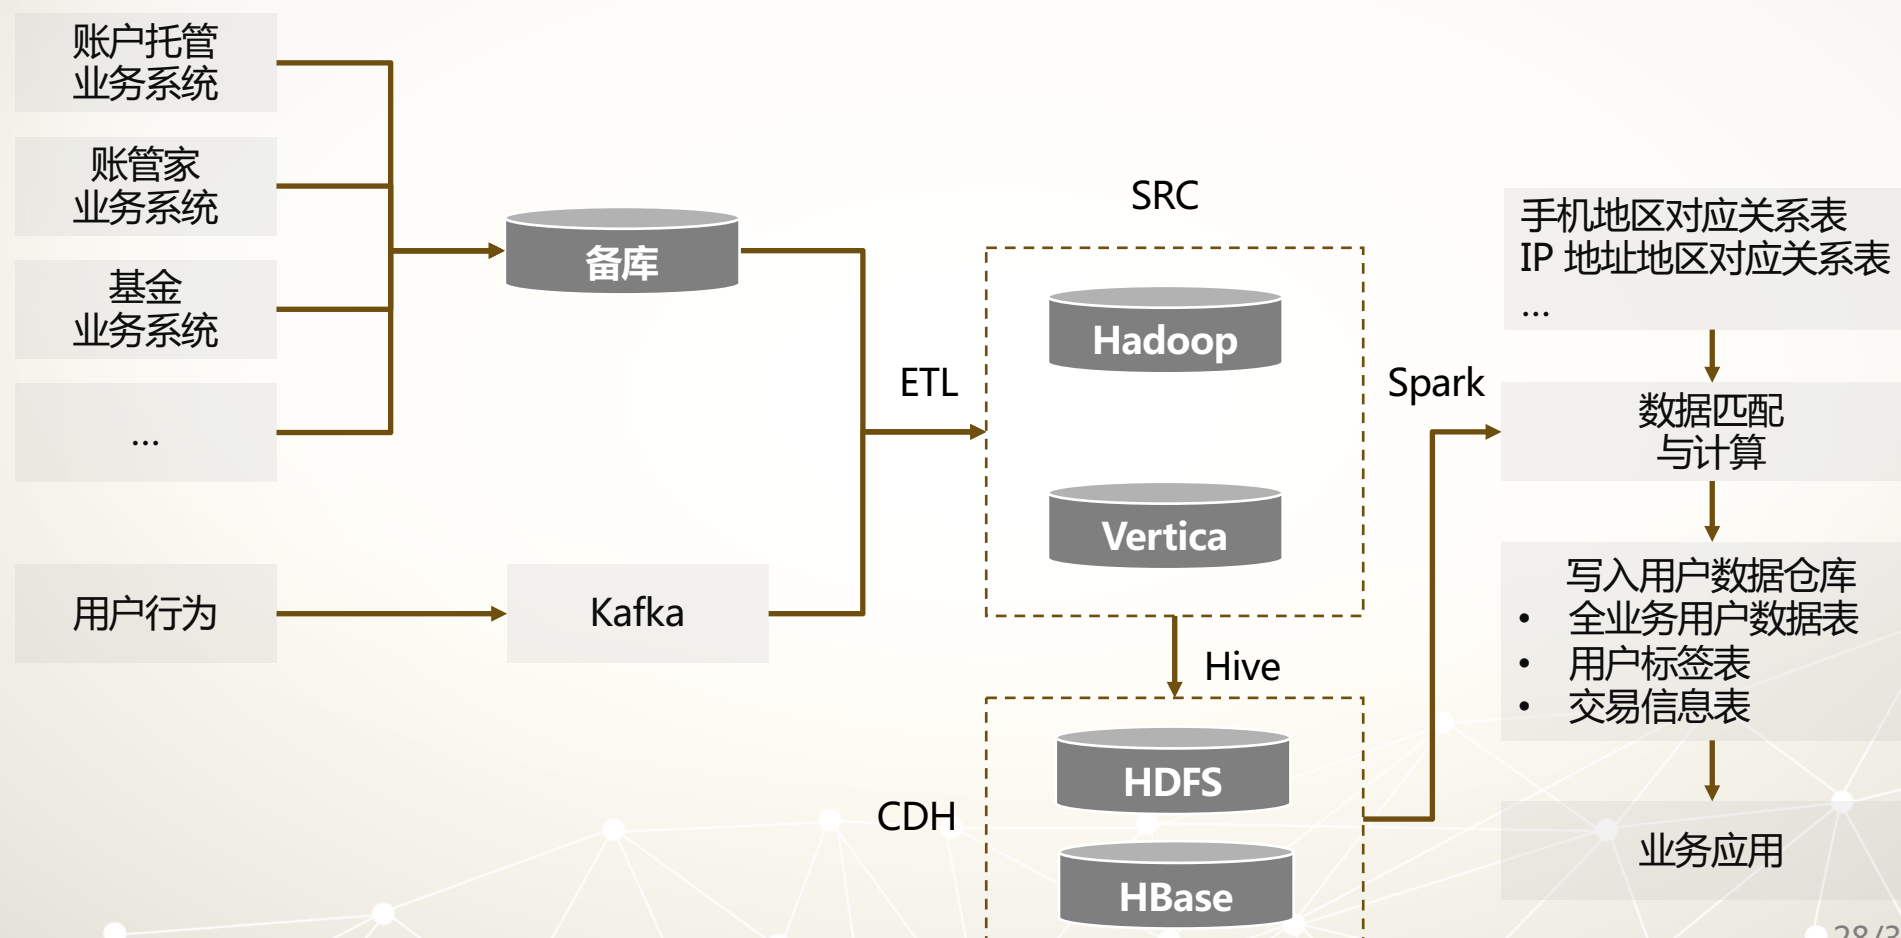 账户托管
业务系统
账管家
业务系统
基金
业务系统
...
用户行为
备库
Kafka
ETL
SRC
Hadoop
Vertica
Hive
CDH
HDFS
HBase
Spark
手机地区对应关系表
IP 地址地区对应关系表
...
数据匹配
与计算
写入用户数据仓库
• 全业务用户数据表
• 用户标签表
• 交易信息表
业务应用
28/3